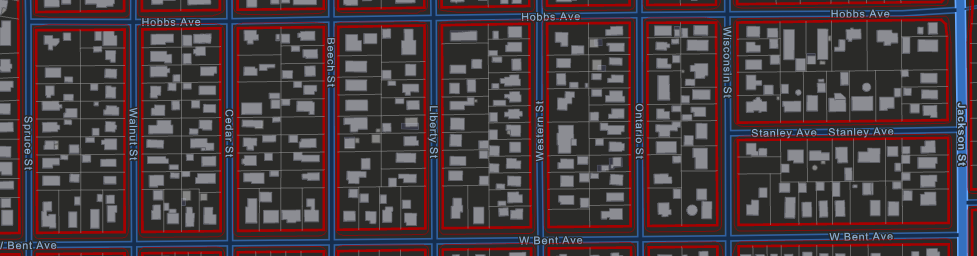 Hobbs Ave
Hobbs Ave
Hobbs Ave
Spruce St
Walnut St
Cedar St
Beech St
Liberty St
Western St
Ontario St
Wisconsin St
Jackson St
Stanley Ave
Stanley Ave
W Bent Ave
W Bent Ave
W Bent Ave